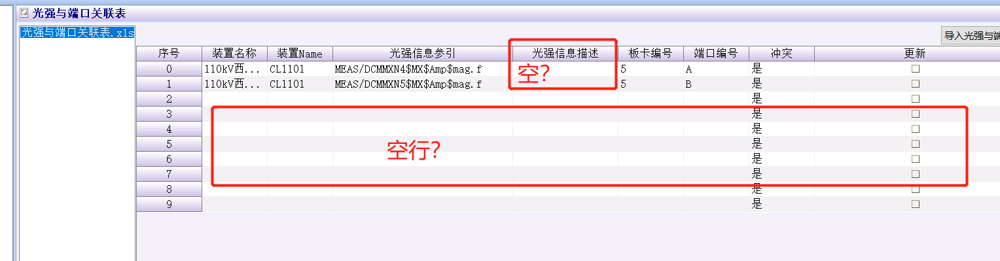 光强与端口关联表
光强与端口关联表.xls
导入光强与端
序号 装置名称 装置Name 光强信息参引 光强信息描述 板卡编号 端口编号 冲突 更新
0 110kV西... CL1101 MEAS/DCMMXN4$MX$Amp$mag.f 空? 5 A 是
1 110kV西... CL1101 MEAS/DCMMXN5$MX$Amp$mag.f 5 B 是
2 是
3 是
4 是
5 空行? 是
6 是
7 是
8 是
9 是